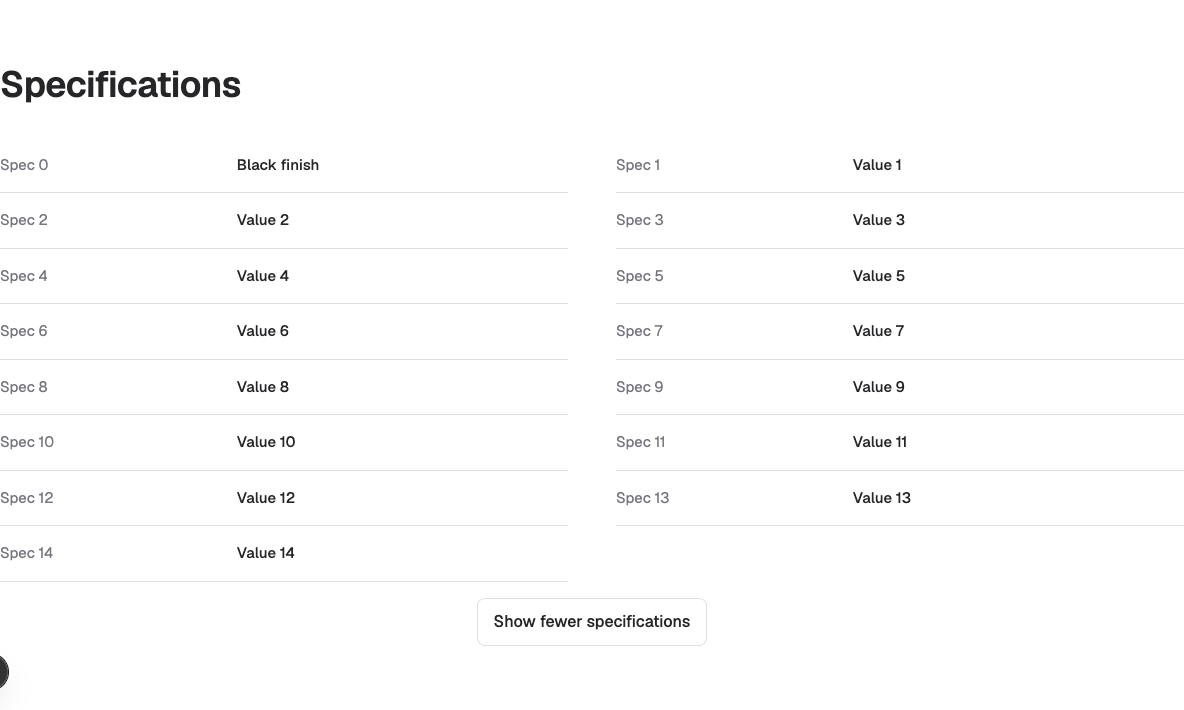 Specifications
Spec 0 Black finish Spec 1 Value 1
Spec 2 Value 2 Spec 3 Value 3
Spec 4 Value 4 Spec 5 Value 5
Spec 6 Value 6 Spec 7 Value 7
Spec 8 Value 8 Spec 9 Value 9
Spec 10 Value 10 Spec 11 Value 11
Spec 12 Value 12 Spec 13 Value 13
Spec 14 Value 14
Show fewer specifications